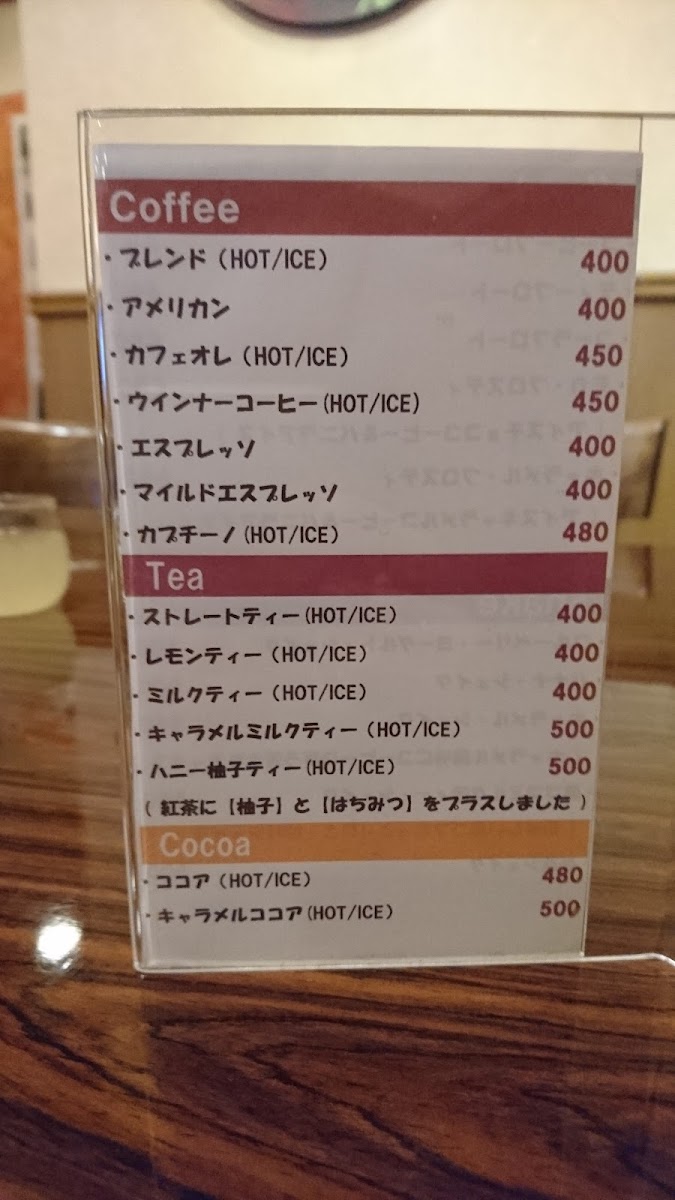 Coffee
・ブレンド（HOT/ICE） 400
・アメリカン 400
・カフェオレ（HOT/ICE） 450
・ウインナーコーヒー(HOT/ICE) 450
・エスプレッソ 400
・マイルドエスプレッソ 400
・カプチーノ(HOT/ICE) 480
Tea
・ストレートティー(HOT/ICE) 400
・レモンティー（HOT/ICE） 400
・ミルクティー（HOT/ICE） 400
・キャラメルミルクティー（HOT/ICE） 500
・ハニー柚子ティー(HOT/ICE) 500
( 紅茶に【柚子】と【はちみつ】をプラスしました )
Cocoa
・ココア（HOT/ICE） 480
・キャラメルココア(HOT/ICE) 500